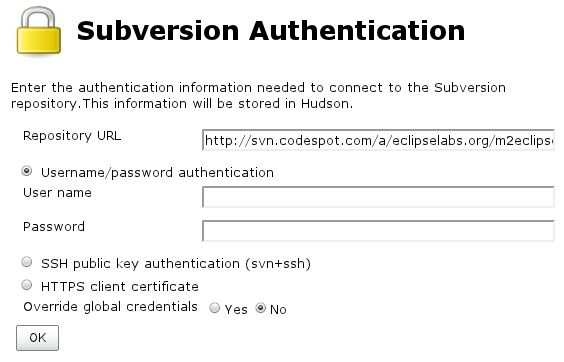 Subversion Authentication
Enter the authentication information needed to connect to the Subversion
repository.This information will be stored in Hudson.
Repository URL http://svn.codespot.com/a/eclipselabs.org/m2eclips
Username/password authentication
User name
Password
SSH public key authentication (svn+ssh)
HTTPS client certificate
Override global credentials Yes No
OK